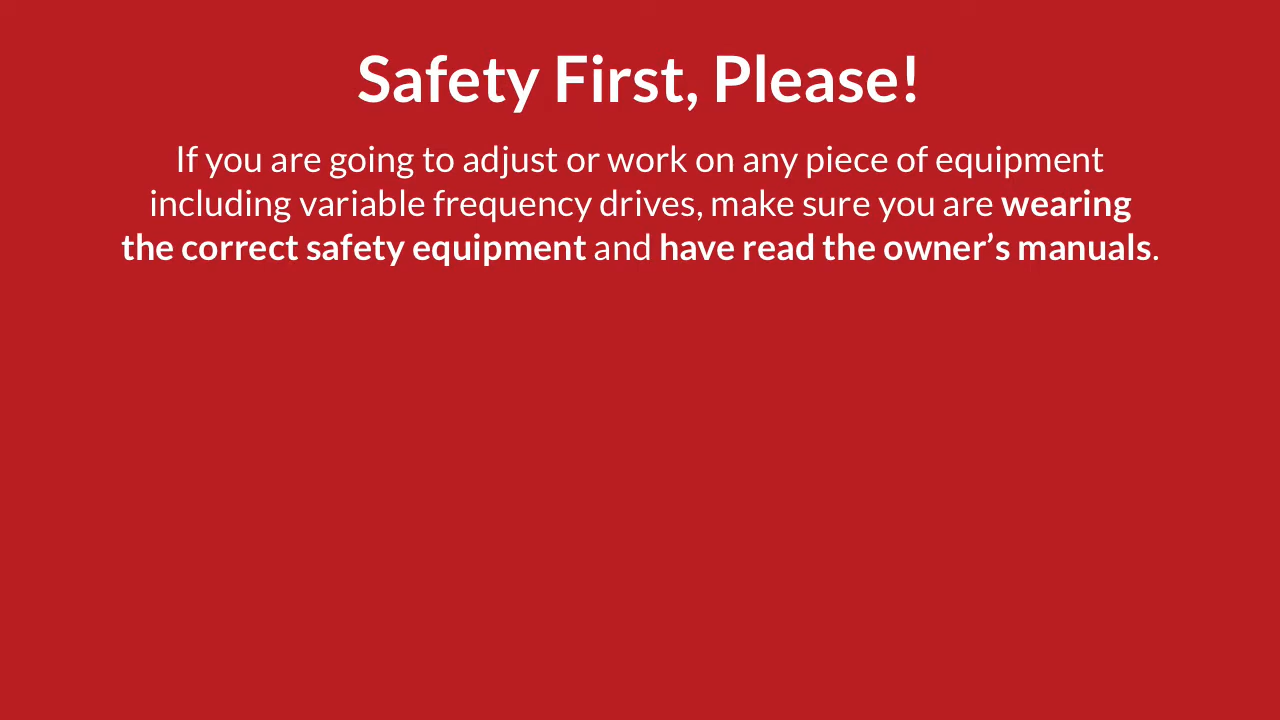 Safety First, Please!
If you are going to adjust or work on any piece of equipment
including variable frequency drives, make sure you are wearing
the correct safety equipment and have read the owner’s manuals.